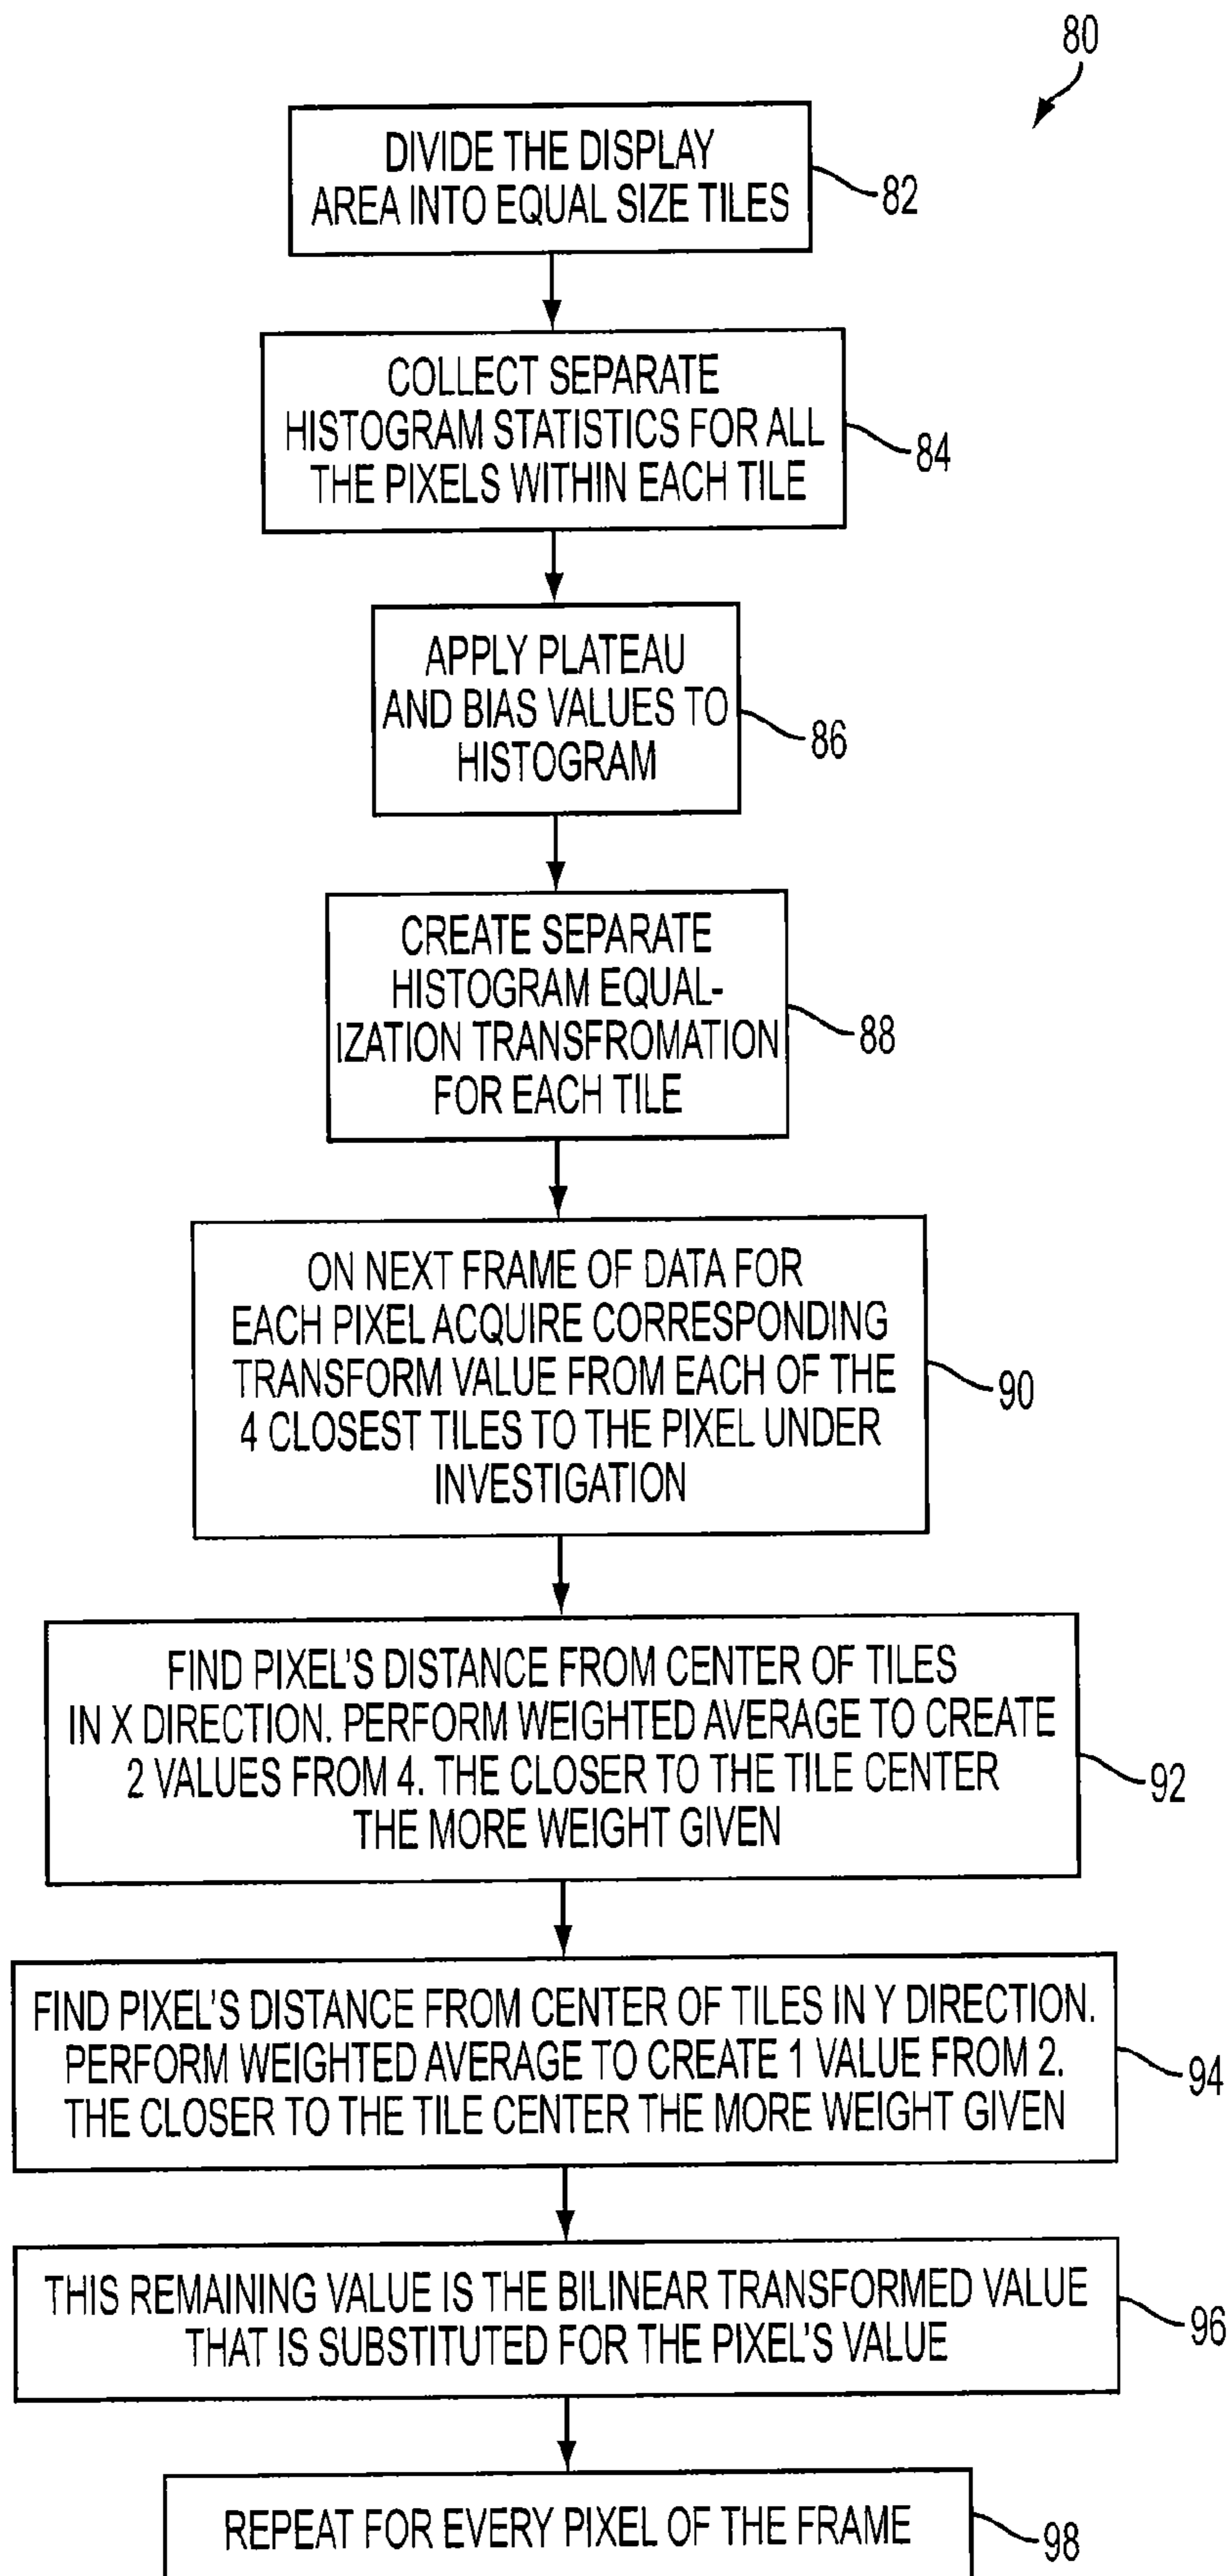 80
DIVIDE THE DISPLAY
AREA INTO EQUAL SIZE TILES
82
COLLECT SEPARATE
HISTOGRAM STATISTICS FOR ALL
THE PIXELS WITHIN EACH TILE
84
APPLY PLATEAU
AND BIAS VALUES TO
HISTOGRAM
86
CREATE SEPARATE
HISTOGRAM EQUAL-
IZATION TRANSFROMATION
FOR EACH TILE
88
ON NEXT FRAME OF DATA FOR
EACH PIXEL ACQUIRE CORRESPONDING
TRANSFORM VALUE FROM EACH OF THE
4 CLOSEST TILES TO THE PIXEL UNDER
INVESTIGATION
90
FIND PIXEL'S DISTANCE FROM CENTER OF TILES
IN X DIRECTION. PERFORM WEIGHTED AVERAGE TO CREATE
2 VALUES FROM 4. THE CLOSER TO THE TILE CENTER
THE MORE WEIGHT GIVEN
92
FIND PIXEL'S DISTANCE FROM CENTER OF TILES IN Y DIRECTION.
PERFORM WEIGHTED AVERAGE TO CREATE 1 VALUE FROM 2.
THE CLOSER TO THE TILE CENTER THE MORE WEIGHT GIVEN
94
THIS REMAINING VALUE IS THE BILINEAR TRANSFORMED VALUE
THAT IS SUBSTITUTED FOR THE PIXEL'S VALUE
96
REPEAT FOR EVERY PIXEL OF THE FRAME
98